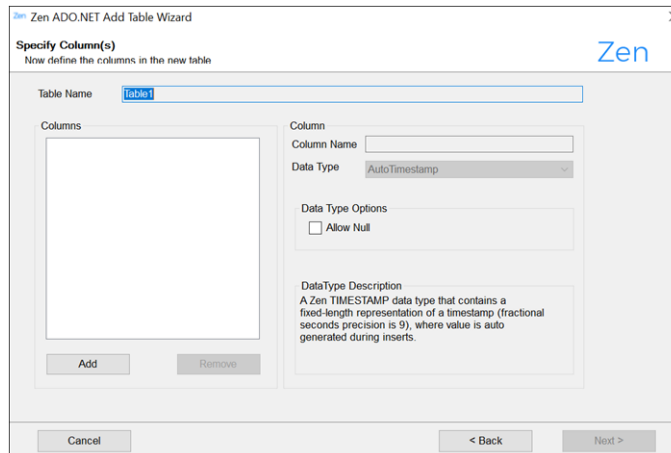 Zen Zen ADO.NET Add Table Wizard
Specify Column(s)
Now define the columns in the new table
Zen
Table Name
Table1
Columns
Add
Remove
Column
Column Name
Data Type
AutoTimestamp
Data Type Options
Allow Null
DataType Description
A Zen TIMESTAMP data type that contains a
fixed-length representation of a timestamp (fractional
seconds precision is 9), where value is auto
generated during inserts.
Cancel
< Back
Next >